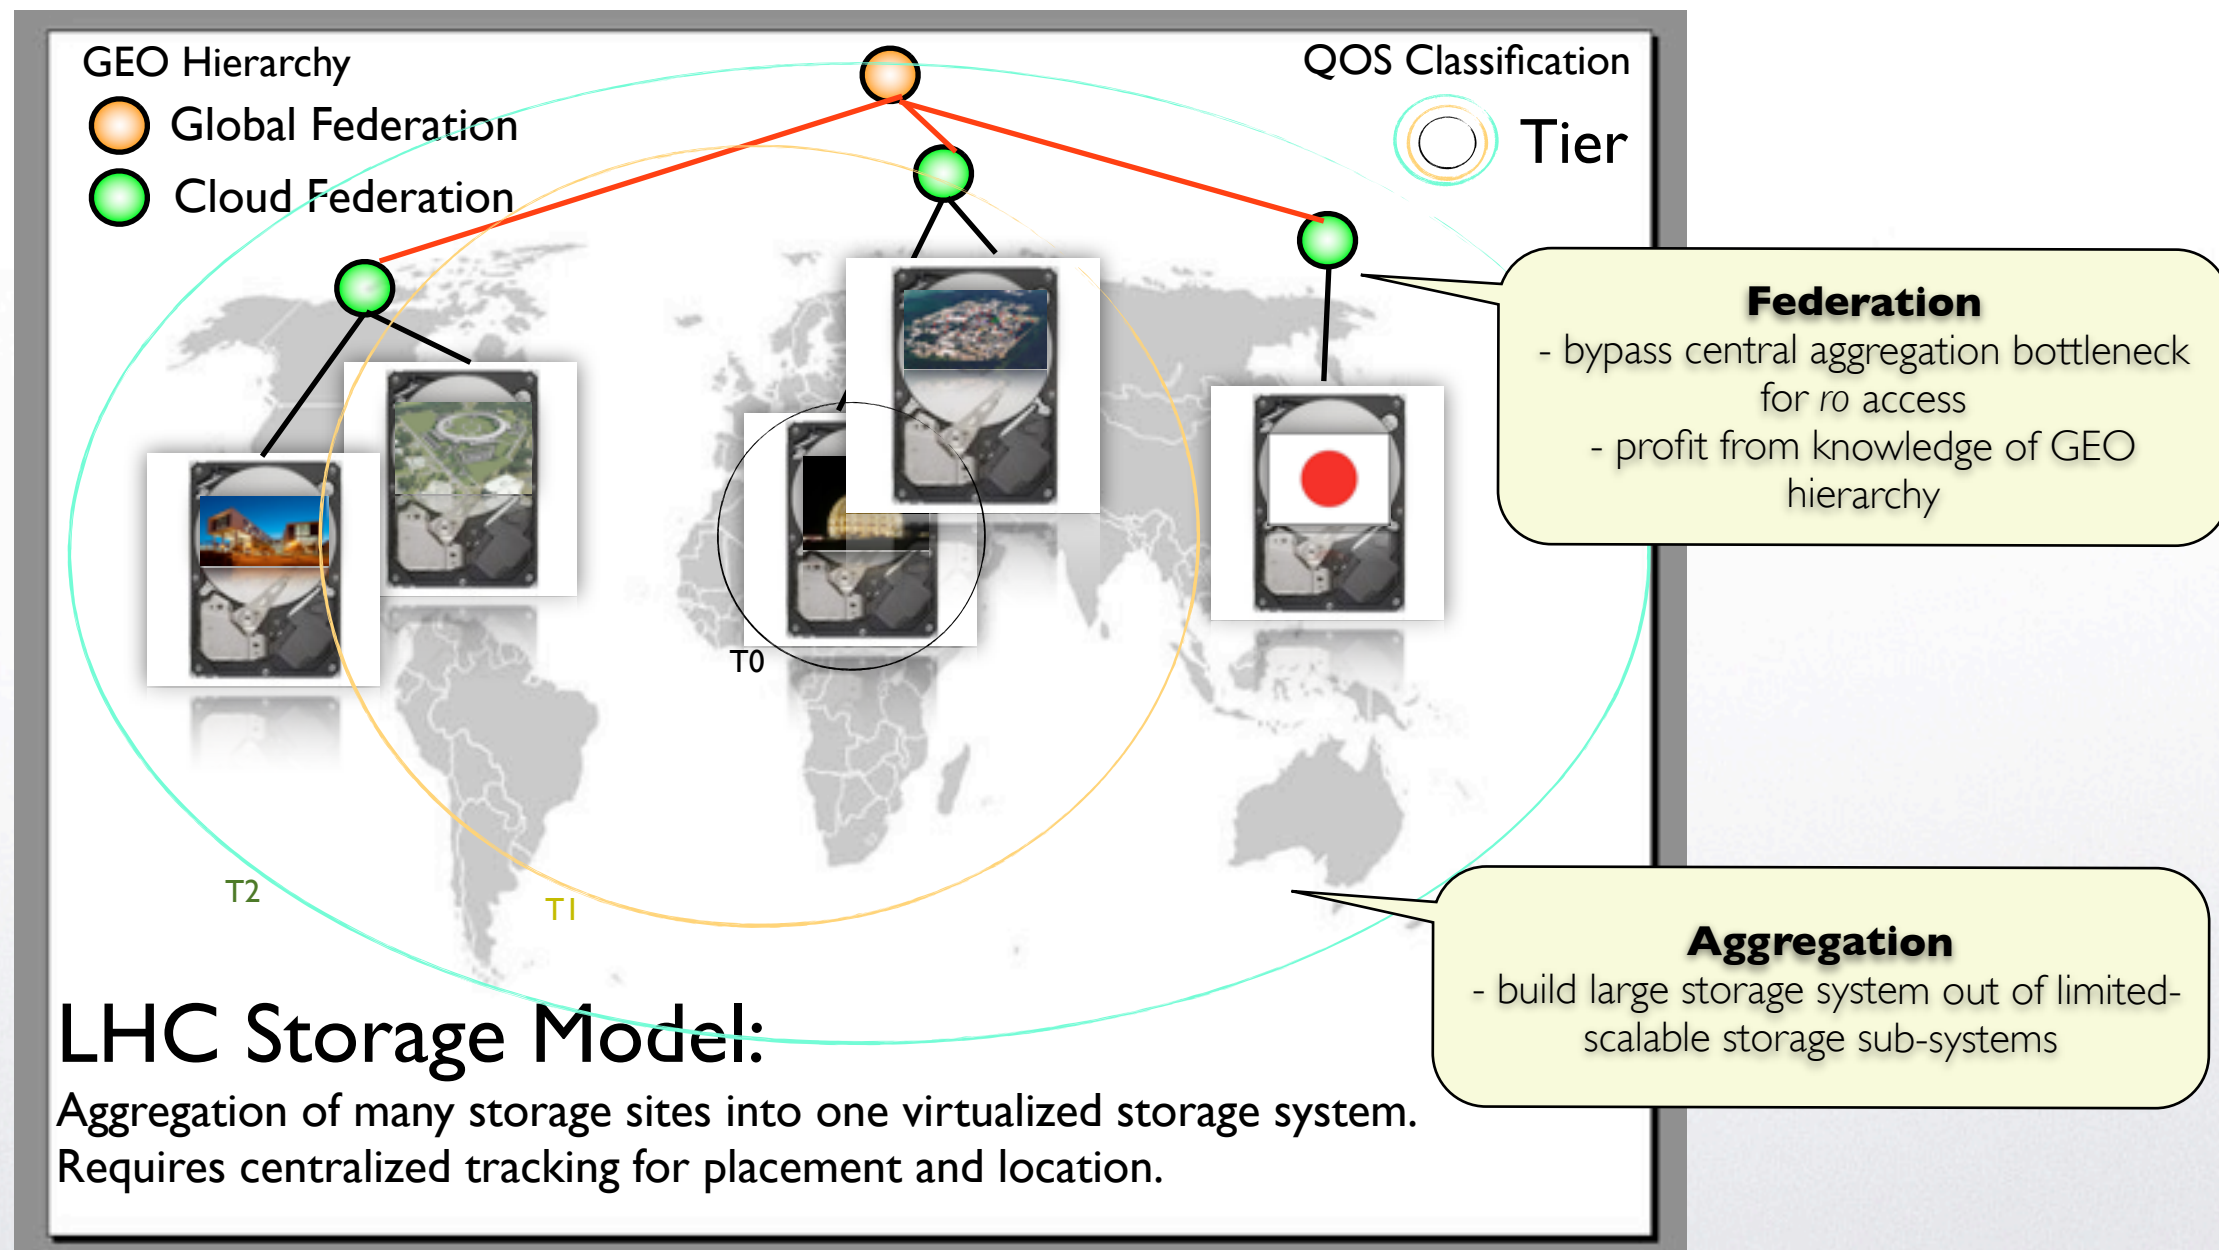 GEO Hierarchy
Global Federation
Cloud Federation
QOS Classification
Tier
Federation
- bypass central aggregation bottleneck
for ro access
- profit from knowledge of GEO
hierarchy
T0
T2
T1
Aggregation
- build large storage system out of limited-
scalable storage sub-systems
LHC Storage Model:
Aggregation of many storage sites into one virtualized storage system.
Requires centralized tracking for placement and location.